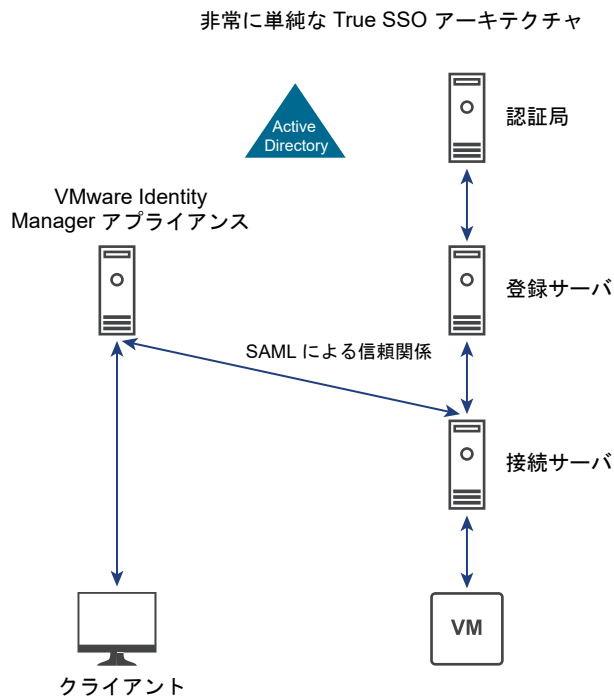 非常に単純な True SSO アーキテクチャ
Active
Directory
認証局
VMware Identity
Manager アプライアンス
登録サーバ
SAML による信頼関係
接続サーバ
VM
クライアント